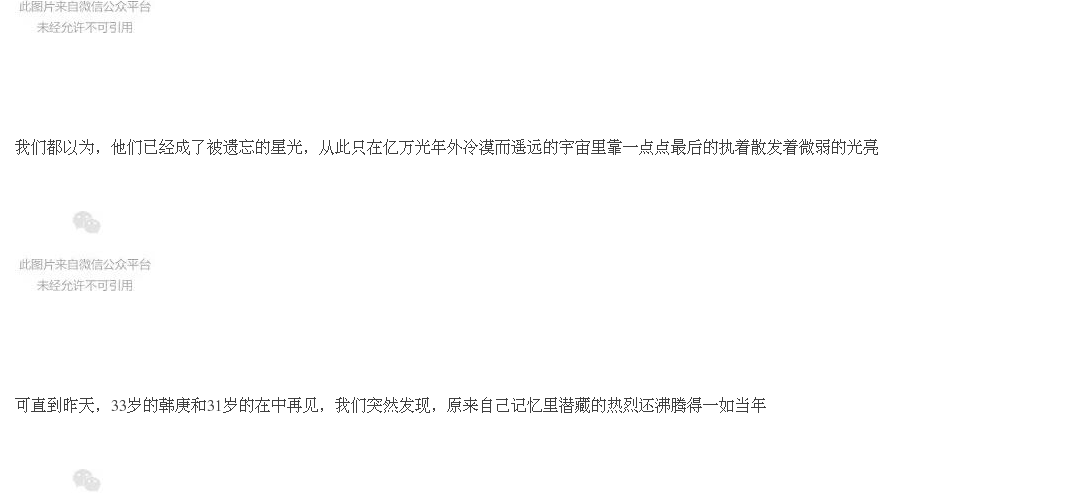 此图片来自微信公众平台
未经允许不可引用
我们都以为，他们已经成了被遗忘的星光，从此只在亿万光年外冷漠而遥远的宇宙里靠一点点最后的执着散发着微弱的光亮
此图片来自微信公众平台
未经允许不可引用
可直到昨天，33岁的韩庚和31岁的在中再见，我们突然发现，原来自己记忆里潜藏的热烈还沸腾得一如当年